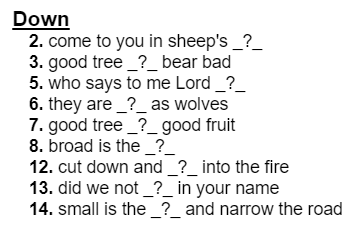 Down
2. come to you in sheep's _?_
3. good tree _?_ bear bad
5. who says to me Lord _?_
6. they are _?_ as wolves
7. good tree _?_ good fruit
8. broad is the _?_
12. cut down and _?_ into the fire
13. did we not _?_ in your name
14. small is the _?_ and narrow the road